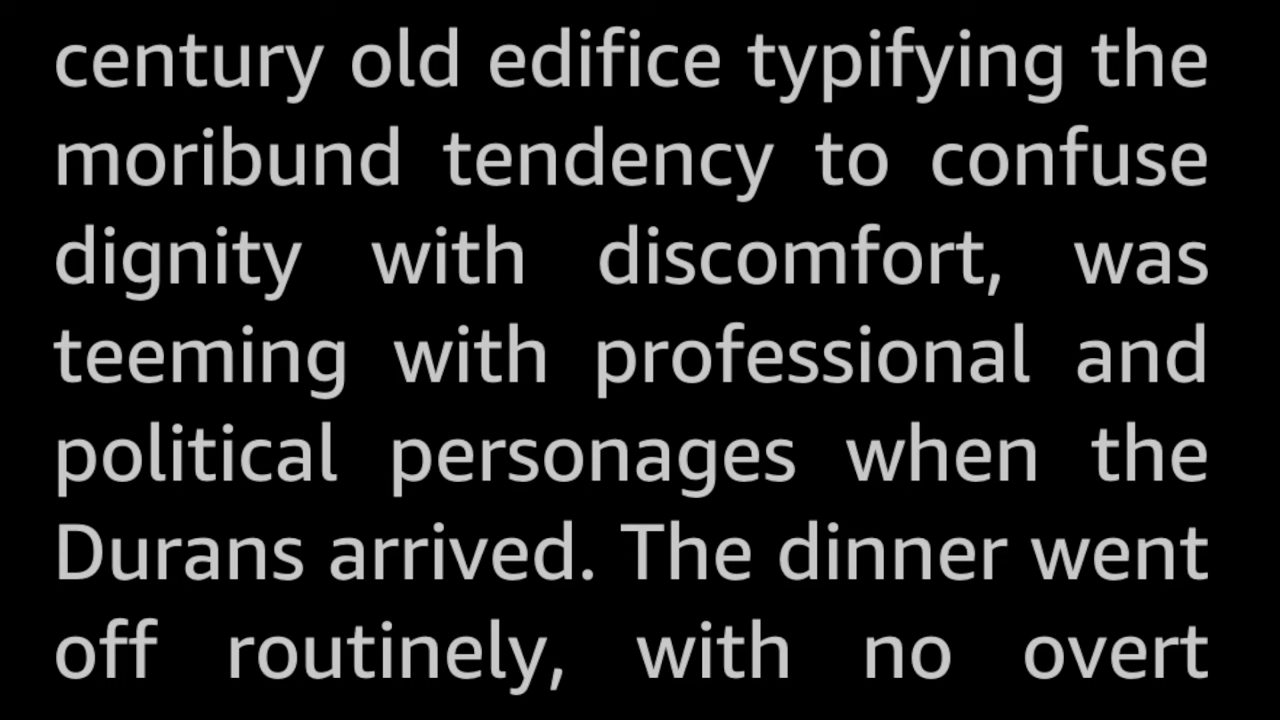 century old edifice typifying the
moribund tendency to confuse
dignity with discomfort, was
teeming with professional and
political personages when the
Durans arrived. The dinner went
off routinely, with no overt